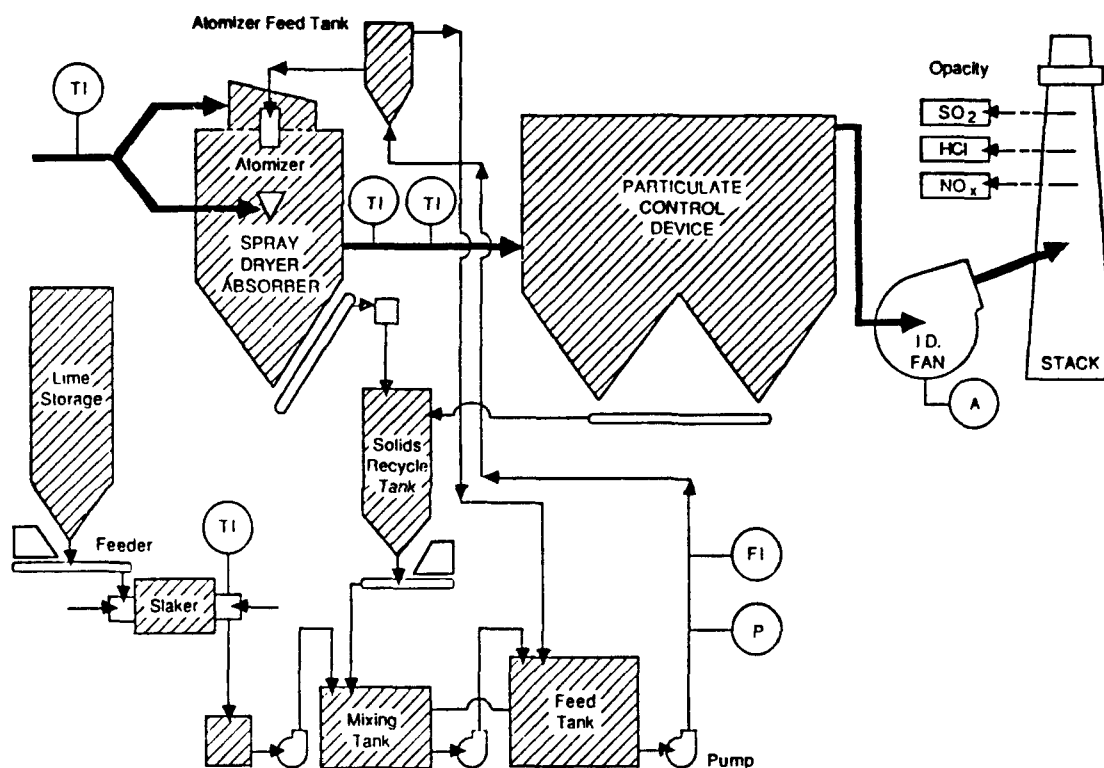 Atomizer Feed Tank
Opacity
TI
SO2
HCl
NOx
Atomizer
TI
TI
PARTICULATE
CONTROL
DEVICE
SPRAY
DRYER
ABSORBER
I.D.
FAN
STACK
A
Lime
Storage
Solids
Recycle
Tank
TI
Feeder
FI
Slaker
P
Mixing
Tank
Feed
Tank
Pump